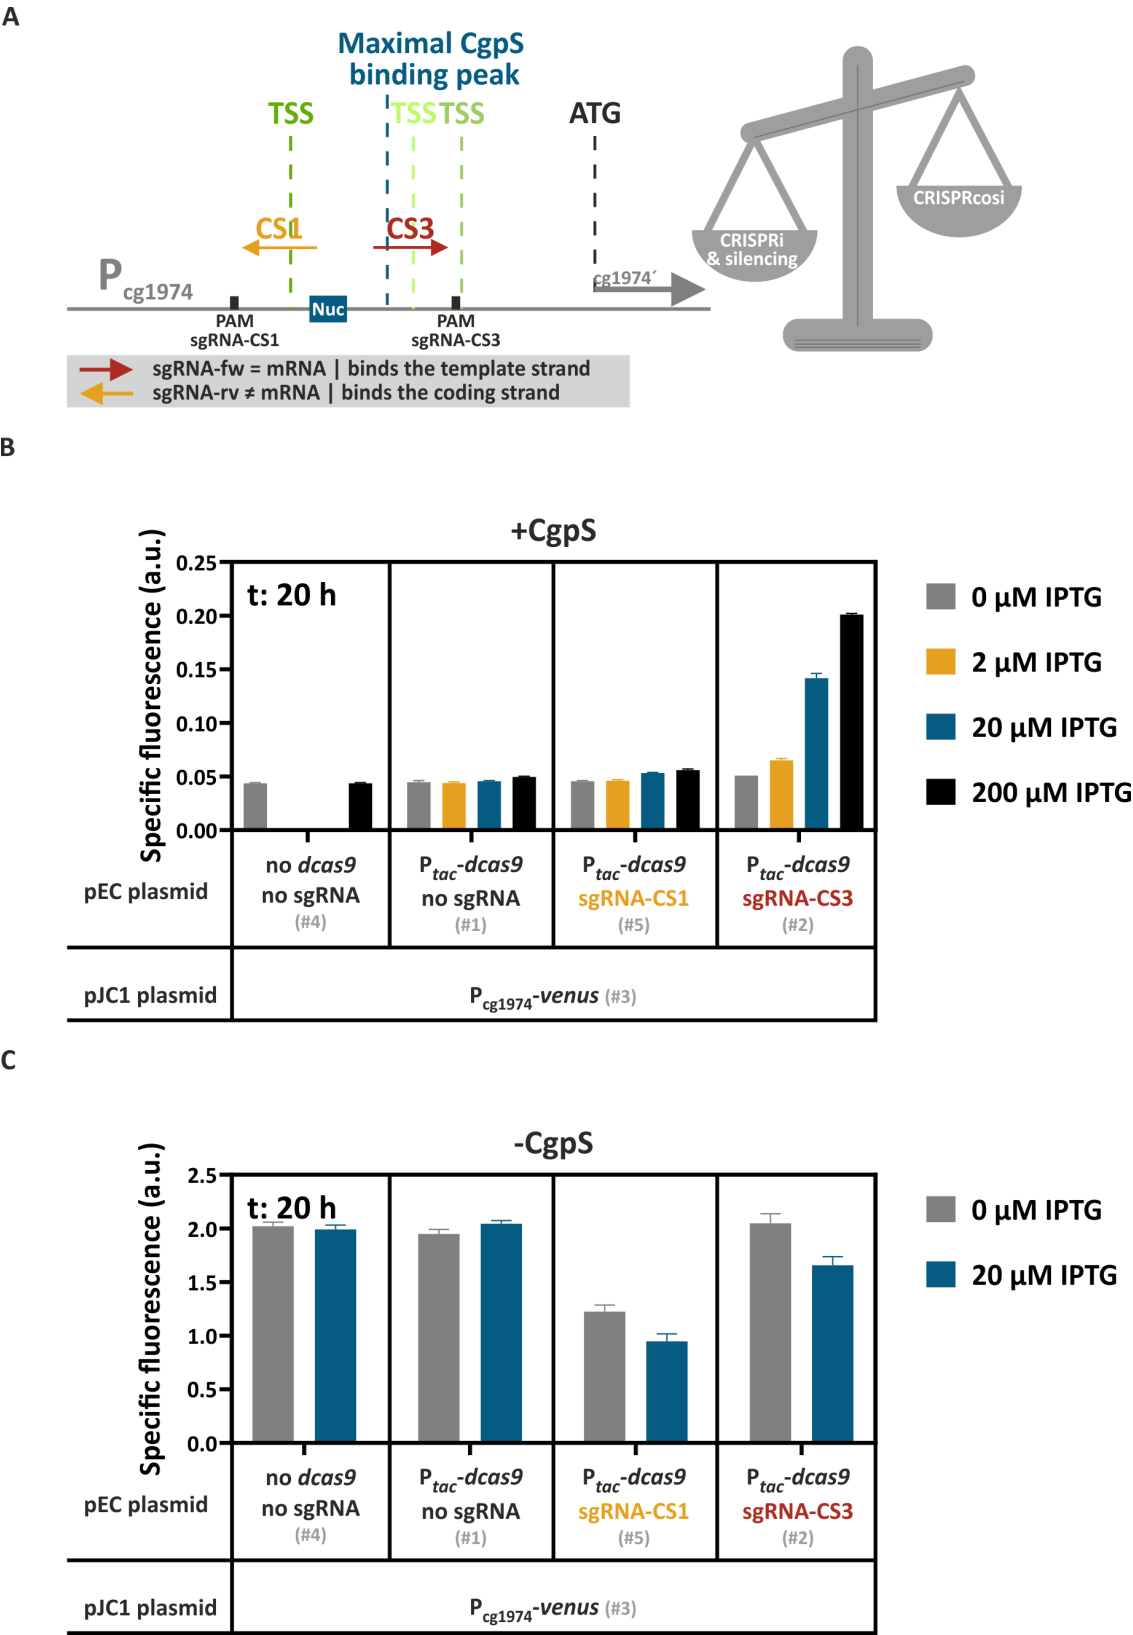 A
Maximal CgpS
binding peak
TSS
TSS
TSS
ATG
CS1
CS3
Pcg1974
cg1974´
Nuc
PAM
sgRNA-CS1
PAM
sgRNA-CS3
sgRNA-fw = mRNA | binds the template strand
sgRNA-rv ≠ mRNA | binds the coding strand
CRISPRi
& silencing
CRISPRcosi
B
+CgpS
Specific fluorescence (a.u.)
t: 20 h
0.25
0.20
0.15
0.10
0.05
0.00
0 µM IPTG
2 µM IPTG
20 µM IPTG
200 µM IPTG
pEC plasmid
no dcas9
no sgRNA
(#4)
Ptac-dcas9
no sgRNA
(#1)
Ptac-dcas9
sgRNA-CS1
(#5)
Ptac-dcas9
sgRNA-CS3
(#2)
pJC1 plasmid
Pcg1974-venus (#3)
C
-CgpS
Specific fluorescence (a.u.)
t: 20 h
2.5
2.0
1.5
1.0
0.5
0.0
0 µM IPTG
20 µM IPTG
pEC plasmid
no dcas9
no sgRNA
(#4)
Ptac-dcas9
no sgRNA
(#1)
Ptac-dcas9
sgRNA-CS1
(#5)
Ptac-dcas9
sgRNA-CS3
(#2)
pJC1 plasmid
Pcg1974-venus (#3)